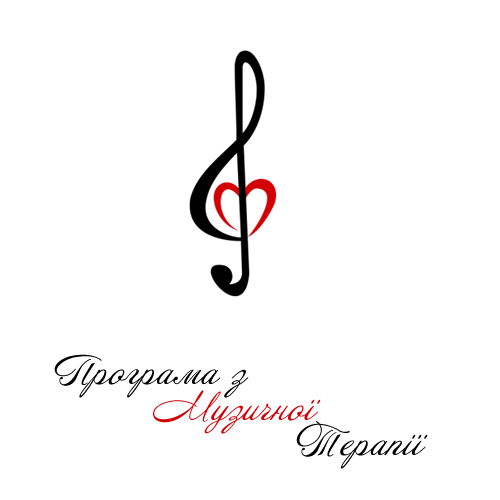 Програма з
Музичної
Терапії